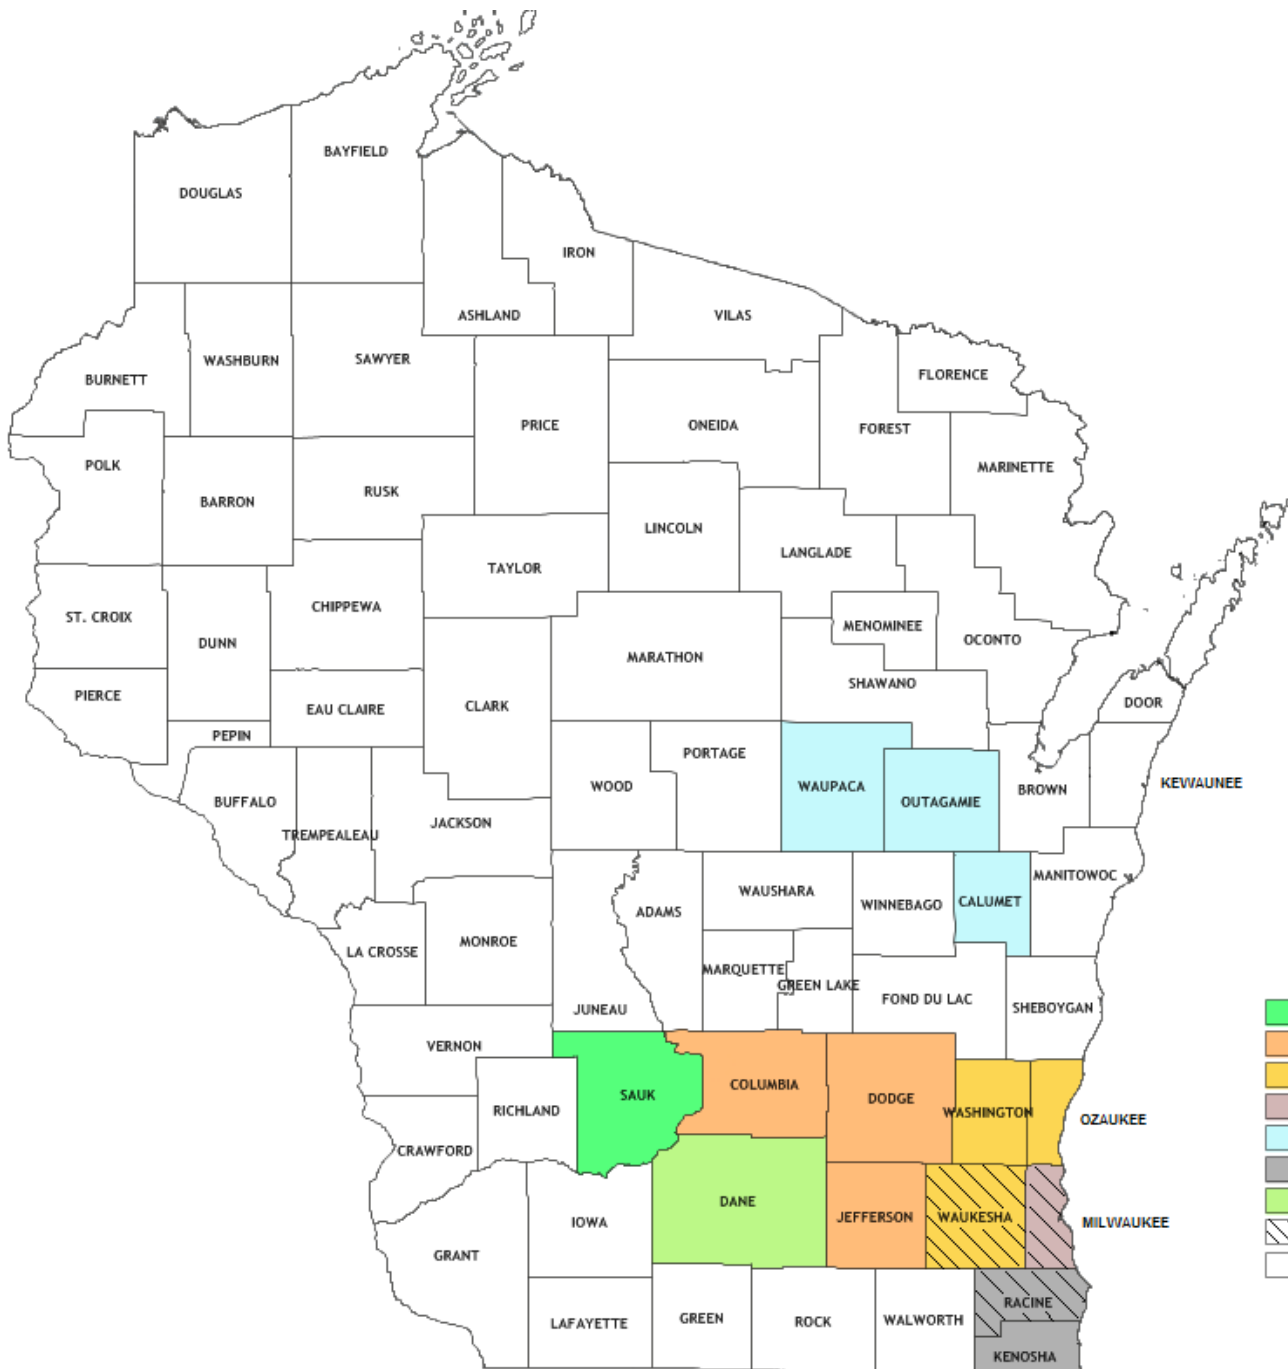 BAYFIELD
DOUGLAS
IRON
ASHLAND
VILAS
WASHBURN
SAWYER
BURNETT
FLORENCE
PRICE
ONEIDA
FOREST
POLK
MARINETTE
RUSK
BARRON
LINCOLN
LANGLADE
TAYLOR
CHIPPEWA
ST. CROIX
MENOMINEE
DUNN
OCONTO
MARATHON
SHAWANO
PIERCE
DOOR
CLARK
EAU CLAIRE
PEPIN
PORTAGE
WOOD
WAUPACA
BROWN
KEWAUNEE
BUFFALO
OUTAGAMIE
JACKSON
TREMPEALEAU
MANITOWOC
WAUSHARA
CALUMET
WINNEBAGO
ADAMS
MONROE
LA CROSSE
MARQUETTE
GREEN LAKE
FOND DU LAC
JUNEAU
SHEBOYGAN
VERNON
COLUMBIA
SAUK
DODGE
RICHLAND
WASHINGTON
OZAUKEE
CRAWFORD
DANE
JEFFERSON
WAUKESHA
IOWA
MILWAUKEE
GRANT
RACINE
GREEN
WALWORTH
ROCK
LAFAYETTE
KENOSHA